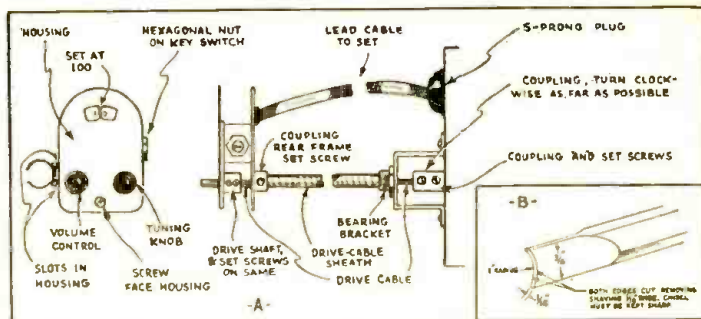 HOUSING
HEXAGONAL NUT
ON KEY SWITCH
SET AT
100
LEAD CABLE
TO SET
5-PRONG PLUG
COUPLING, TURN CLOCK-
WISE AS FAR AS POSSIBLE
COUPLING
REAR FRAME
SET SCREW
COUPLING AND SET SCREWS
VOLUME
CONTROL
TUNING
KNOB
SLOTS IN
HOUSING
SCREW
FACE HOUSING
DRIVE SHAFT,
& SET SCREWS
ON SAME
DRIVE-CABLE
SHEATH
BEARING
BRACKET
DRIVE CABLE
-A-
-B-
BOTH EDGES CUT REMOVING
MUST BE KEPT SHARP